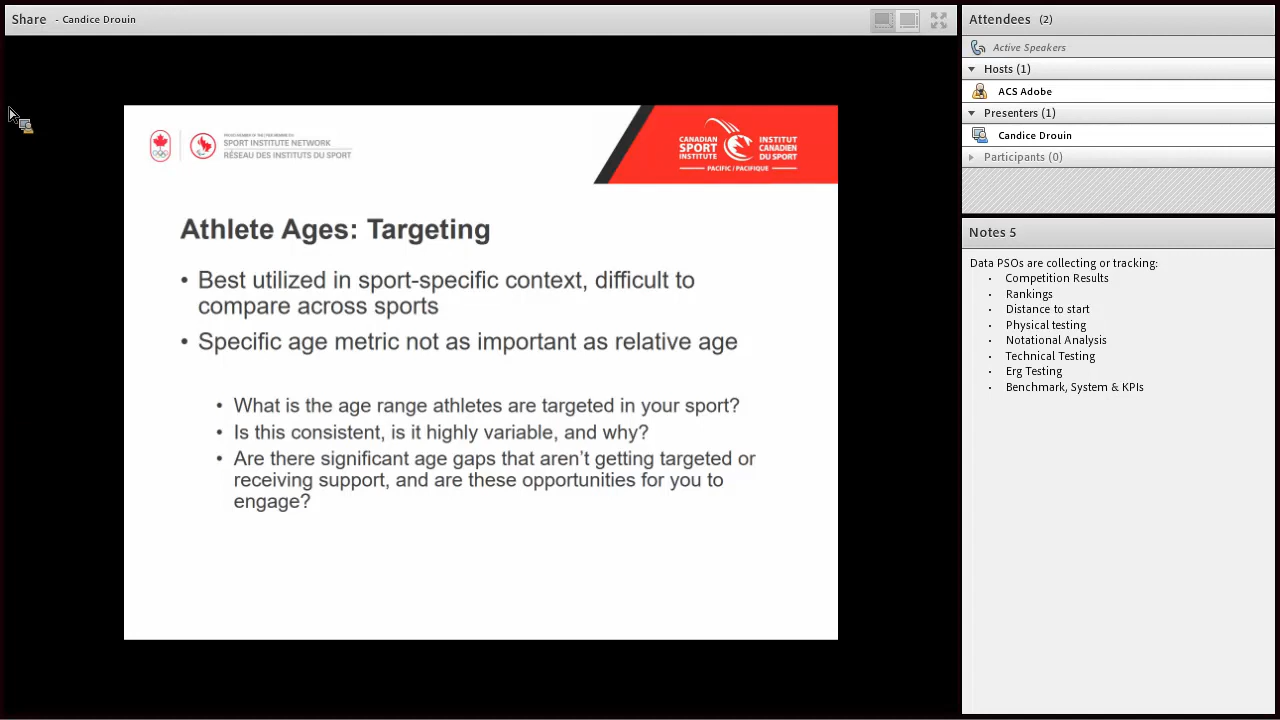 Share - Candice Drouin
SPORT INSTITUTE NETWORK
RÉSEAU DES INSTITUTS DU SPORT
CANADIAN SPORT INSTITUTE
INSTITUT CANADIEN DU SPORT
PACIFIC / PACIFIQUE
Athlete Ages: Targeting
• Best utilized in sport-specific context, difficult to
compare across sports
• Specific age metric not as important as relative age
• What is the age range athletes are targeted in your sport?
• Is this consistent, is it highly variable, and why?
• Are there significant age gaps that aren't getting targeted or
receiving support, and are these opportunities for you to
engage?
Attendees (2)
Active Speakers
Hosts (1)
ACS Adobe
Presenters (1)
Candice Drouin
Participants (0)
Notes 5
Data PSOs are collecting or tracking:
• Competition Results
• Rankings
• Distance to start
• Physical testing
• Notational Analysis
• Technical Testing
• Erg Testing
• Benchmark, System & KPIs